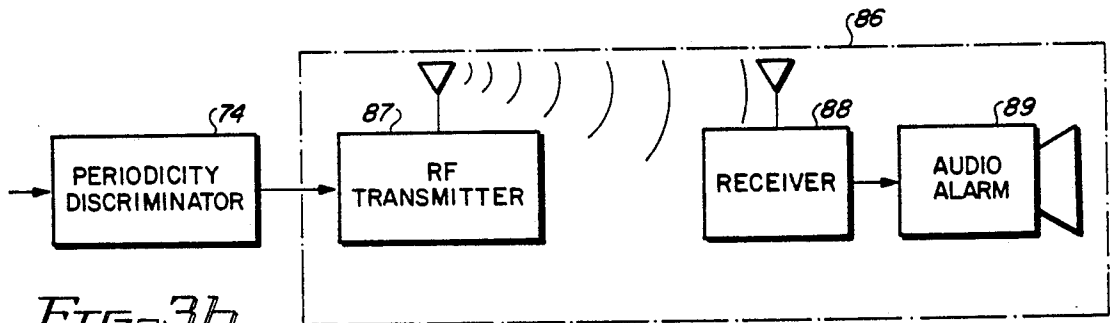 86
74
PERIODICITY
DISCRIMINATOR
87
RF
TRANSMITTER
88
RECEIVER
89
AUDIO
ALARM
FIG-3b